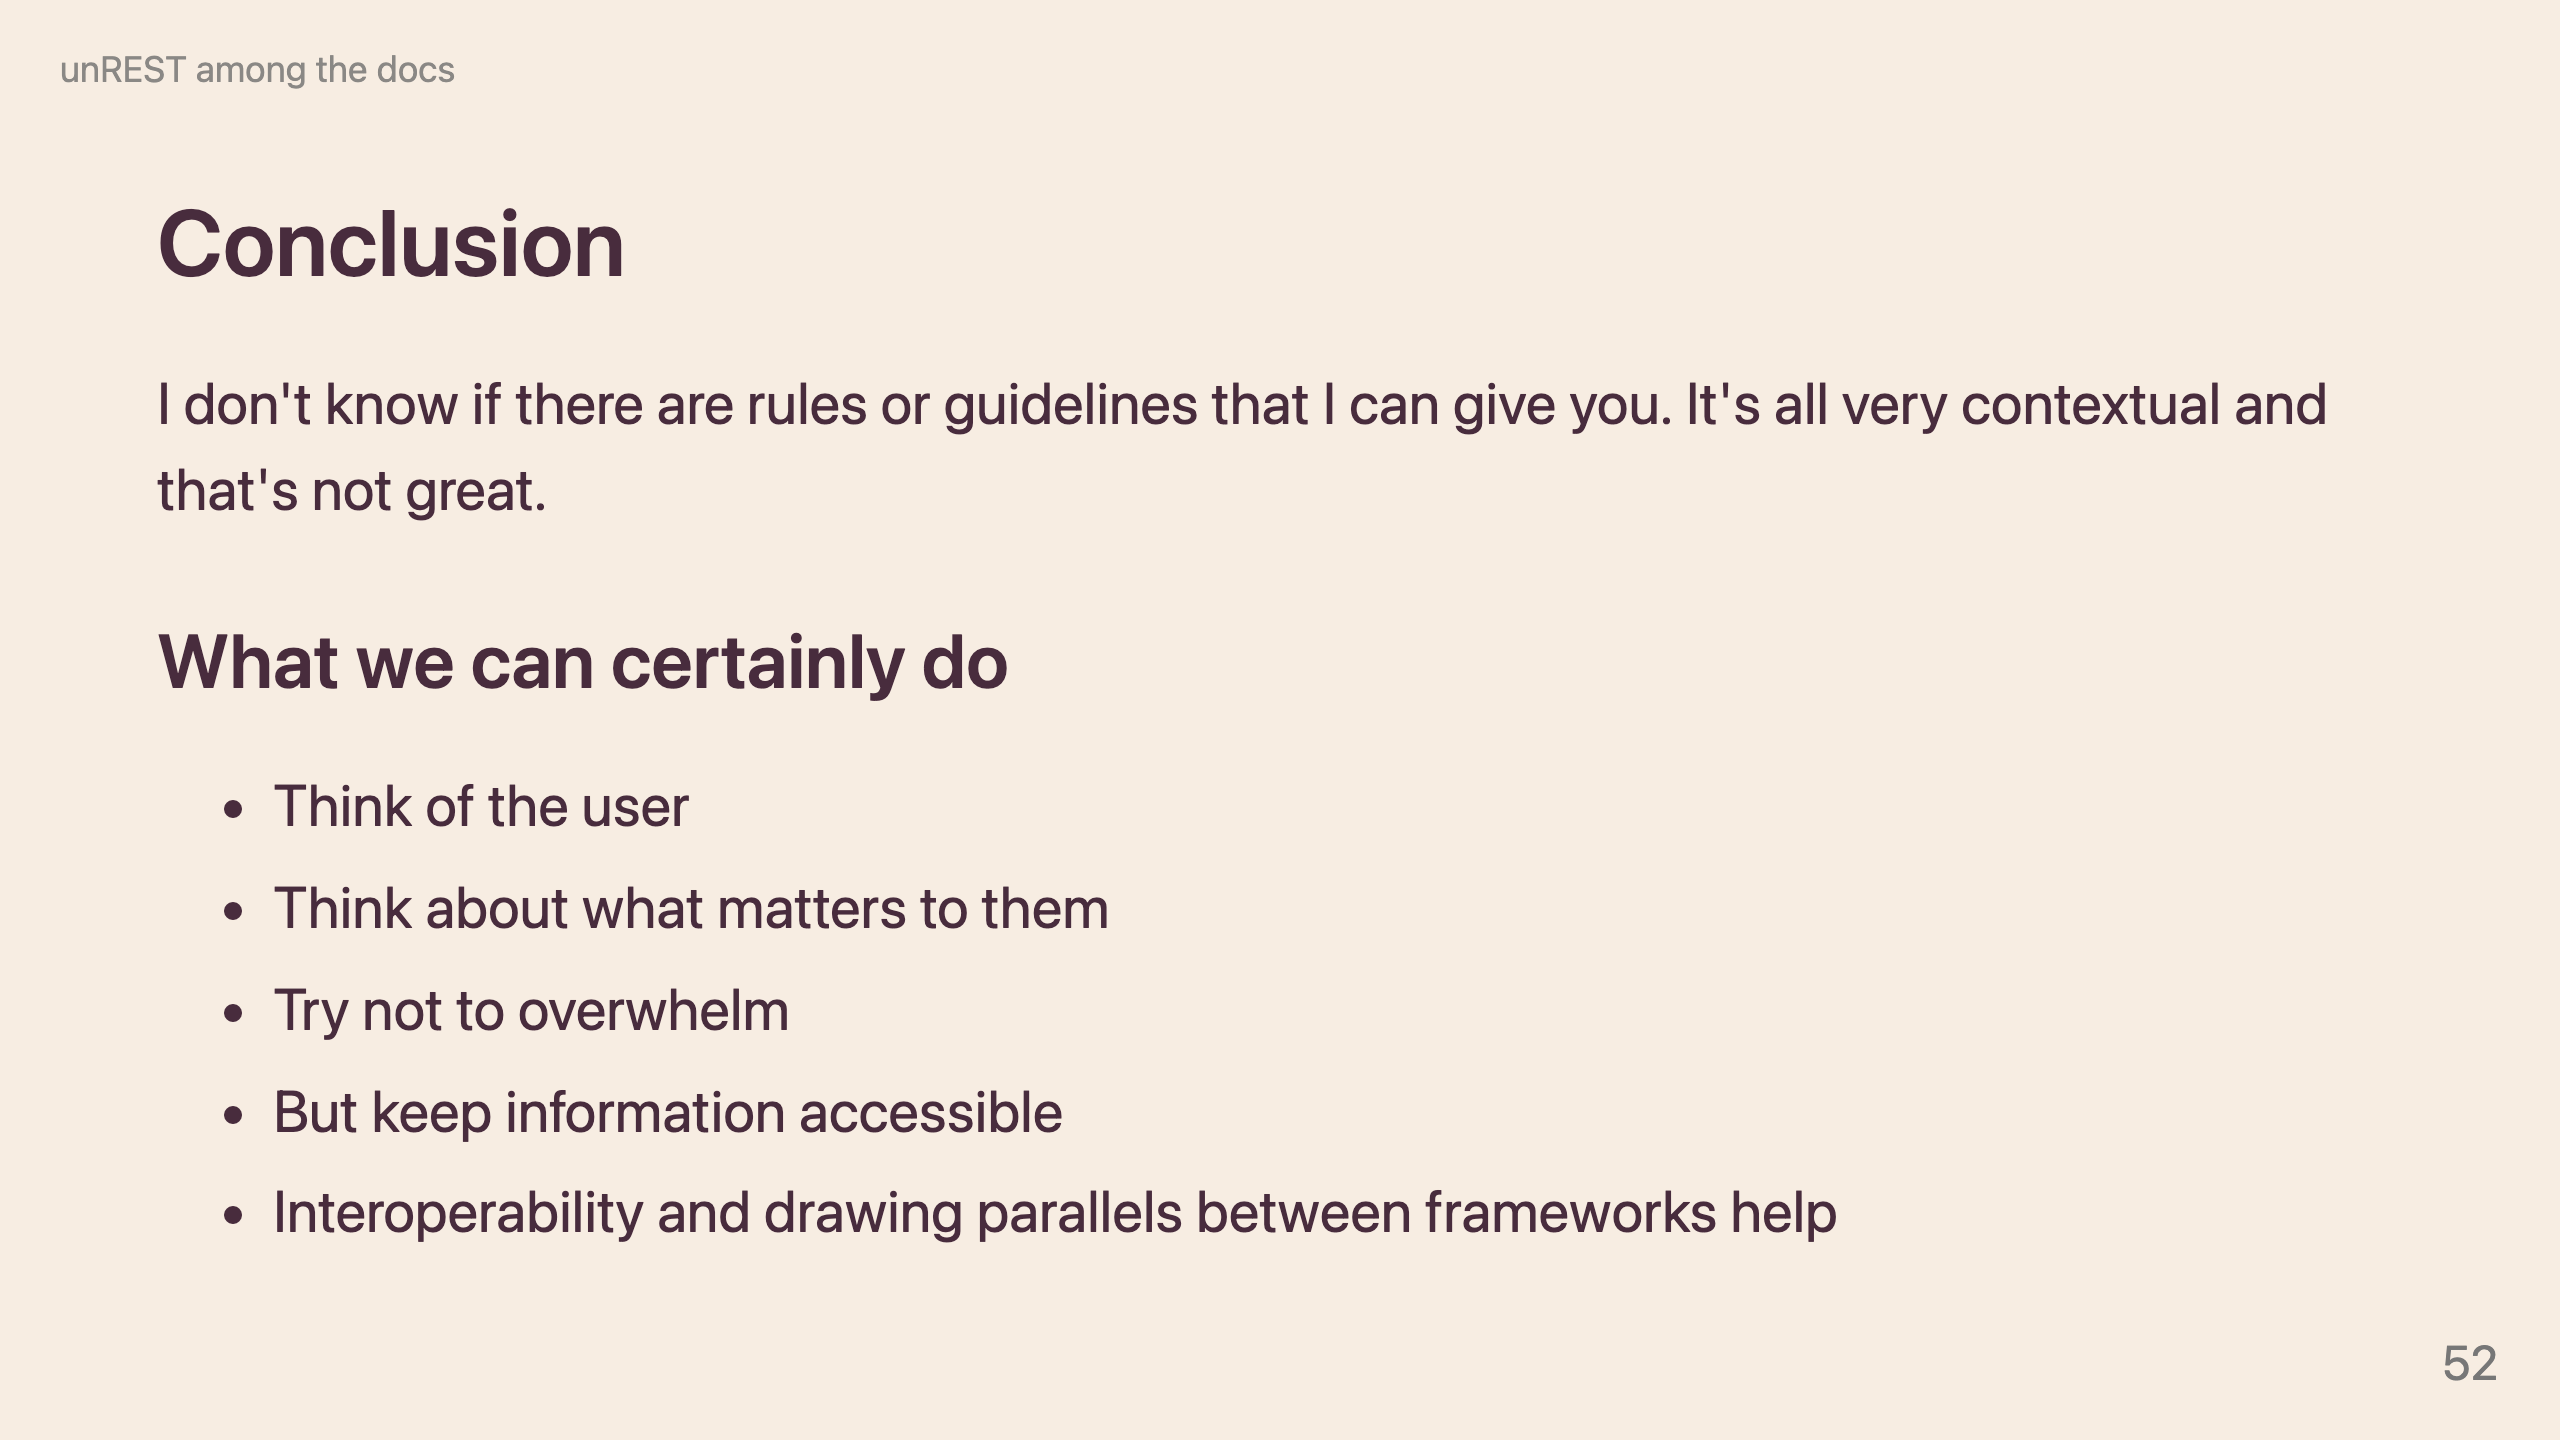 unREST among the docs
Conclusion
I don't know if there are rules or guidelines that I can give you. It's all very contextual and
that's not great.
What we can certainly do
• Think of the user
• Think about what matters to them
• Try not to overwhelm
• But keep information accessible
• Interoperability and drawing parallels between frameworks help
52